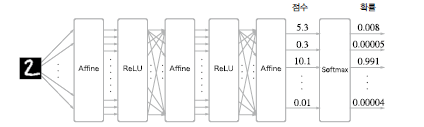 점수 확률
5.3 0.008
0.3 0.00005
10.1 0.991
2 Affine ReLU Affine ReLU Affine Softmax
0.01 0.00004